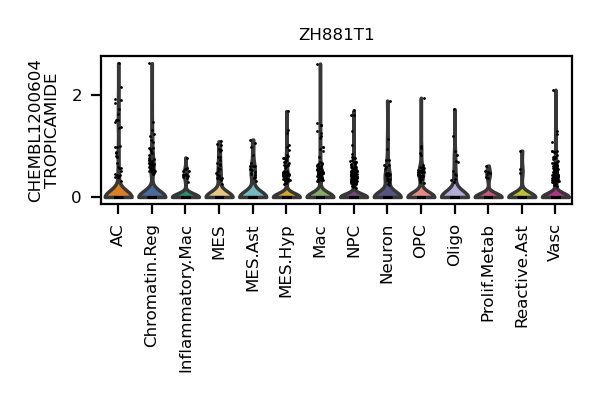 ZH881T1
CHEMBL1200604
TROPICAMIDE
2
0
AC
Chromatin.Reg
Inflammatory.Mac
MES
MES.Ast
MES.Hyp
Mac
NPC
Neuron
OPC
Oligo
Prolif.Metab
Reactive.Ast
Vasc